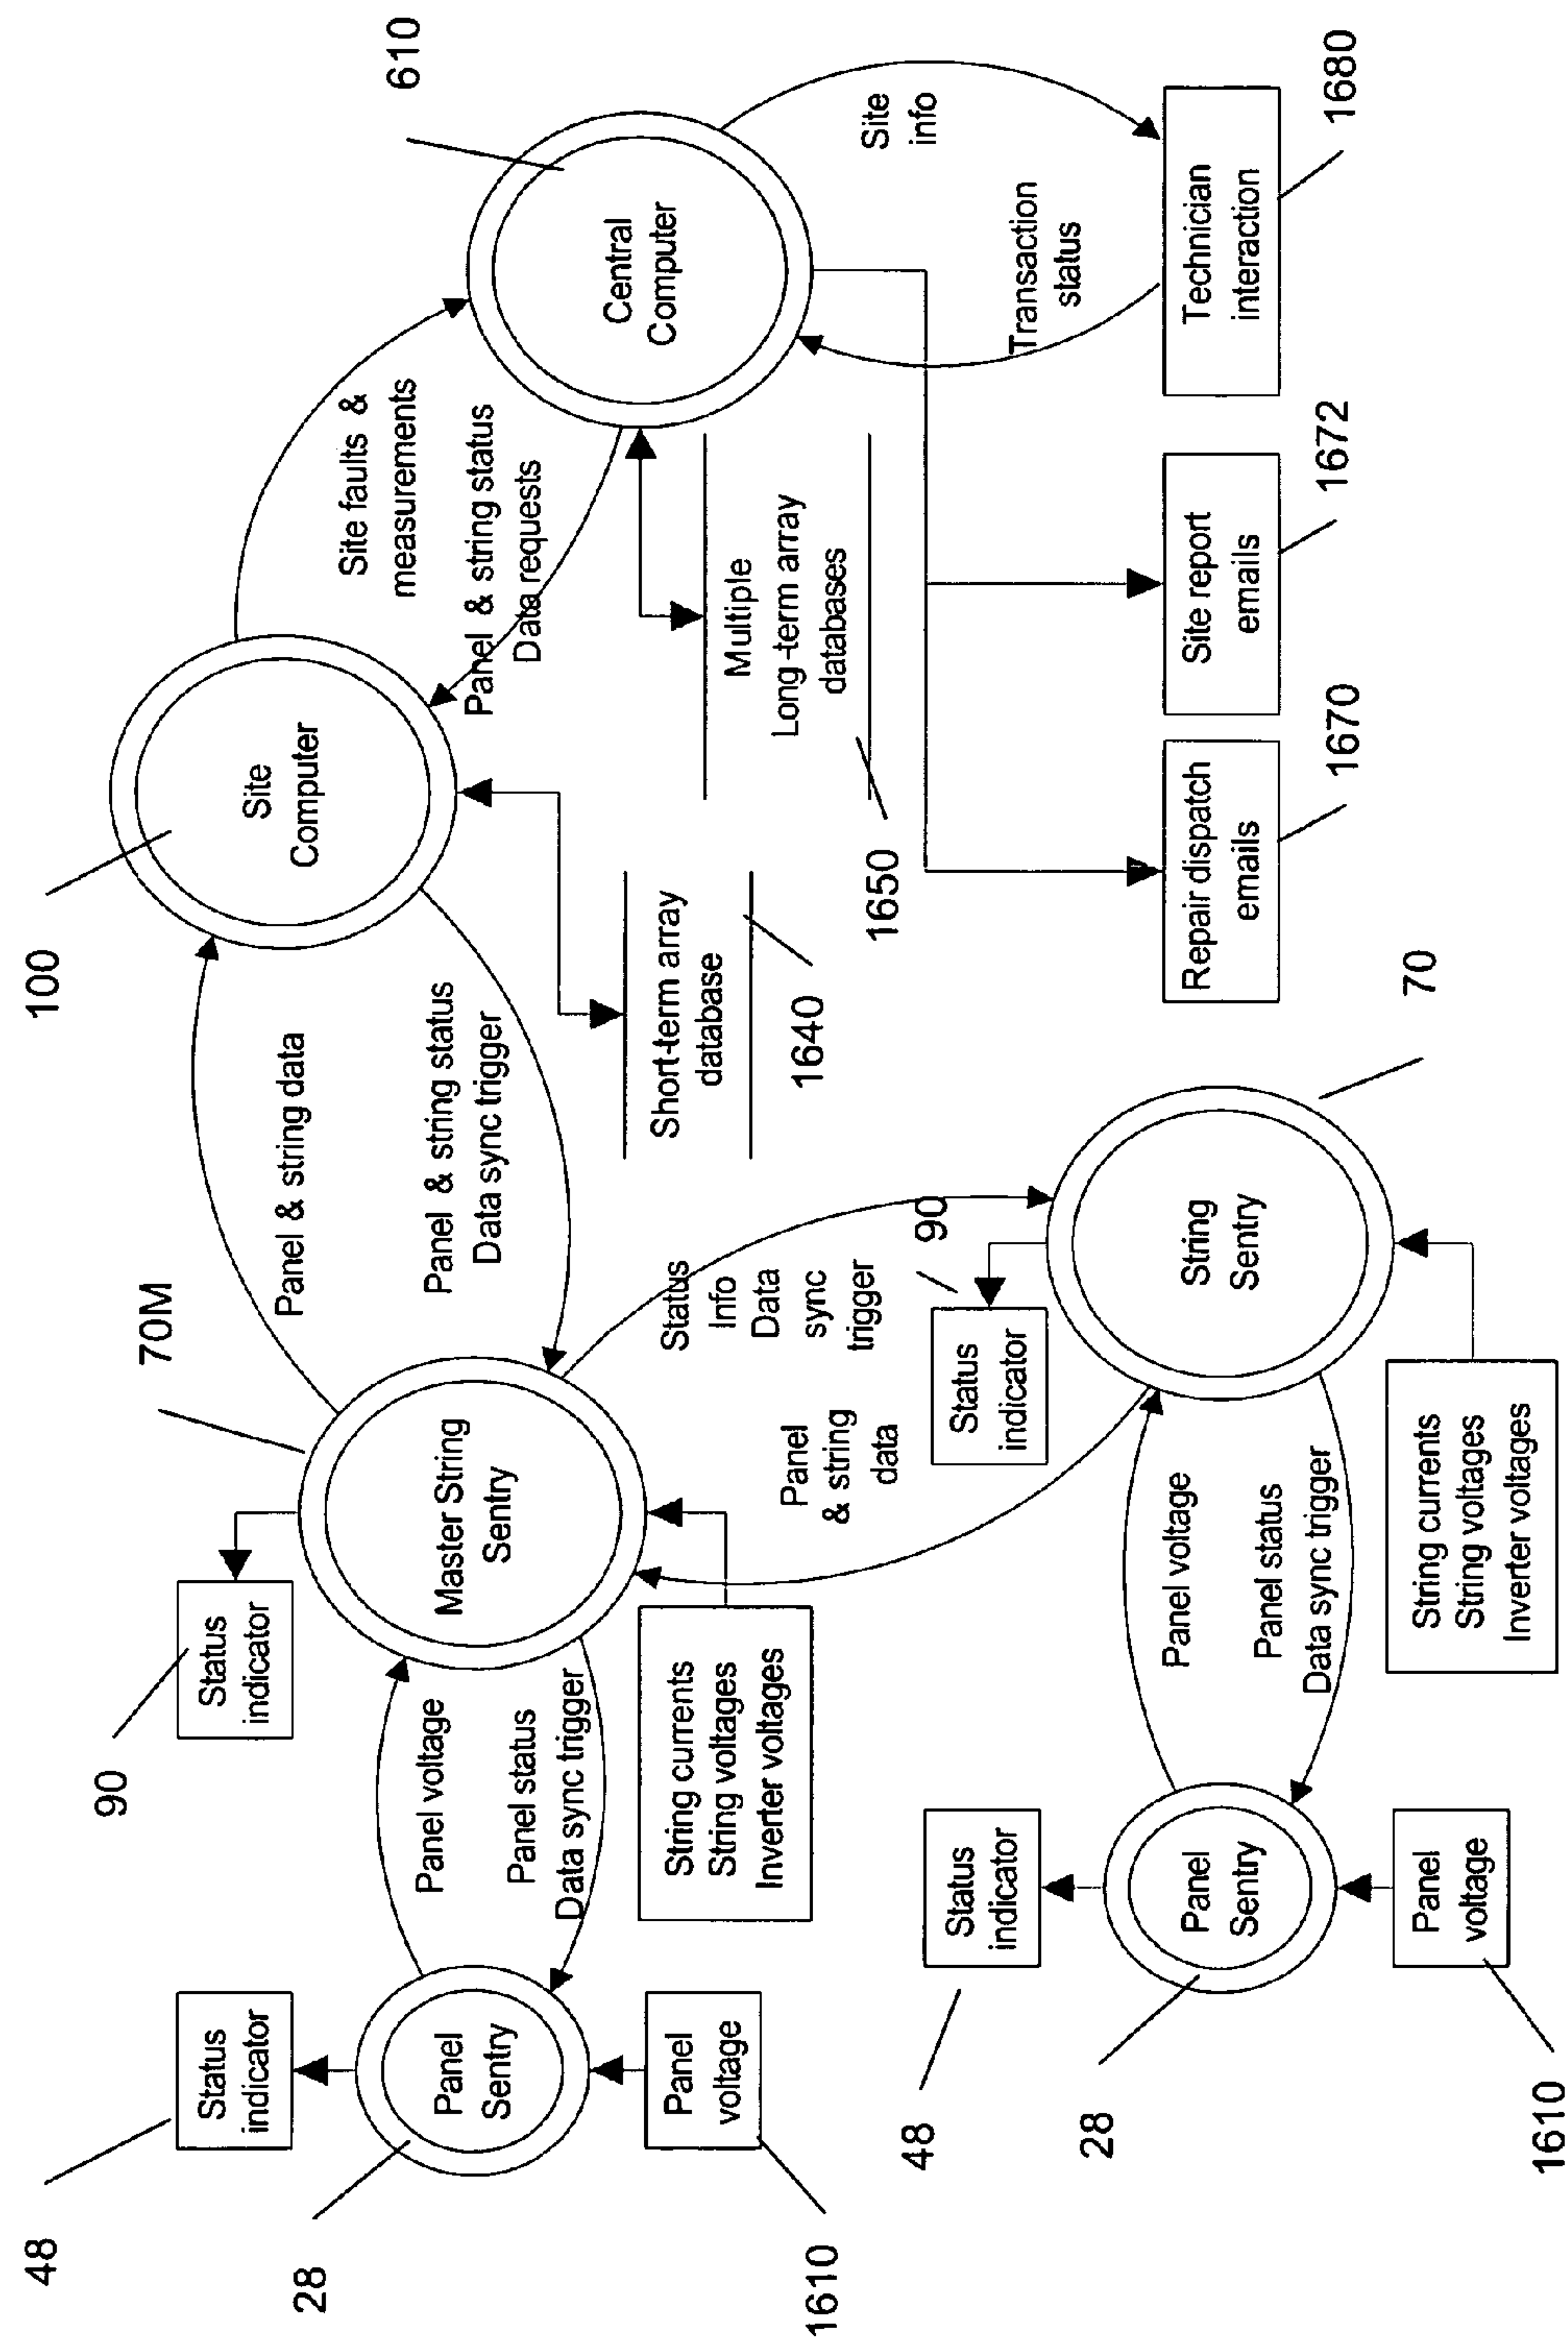 100
610
Site
Computer
Central
Computer
Site faults &
measurements
Panel & string status
Data requests
Site
info
Transaction
status
70M
Panel & string data
Panel & string status
Data sync trigger
Short-term array
database
1640
Multiple
Long-term array
databases
1650
Repair dispatch
emails
1670
Site report
emails
1672
Technician
interaction
1680
90
Status
indicator
Master String
Sentry
48
Status
indicator
Panel voltage
Panel status
Data sync trigger
Panel
Sentry
28
Panel
voltage
1610
String currents
String voltages
Inverter voltages
Status
Info
Data
sync
trigger
Panel
& string
data
90
Status
indicator
String
Sentry
70
Panel voltage
Panel status
Data sync trigger
String currents
String voltages
Inverter voltages
48
Status
indicator
Panel
Sentry
28
Panel
voltage
1610